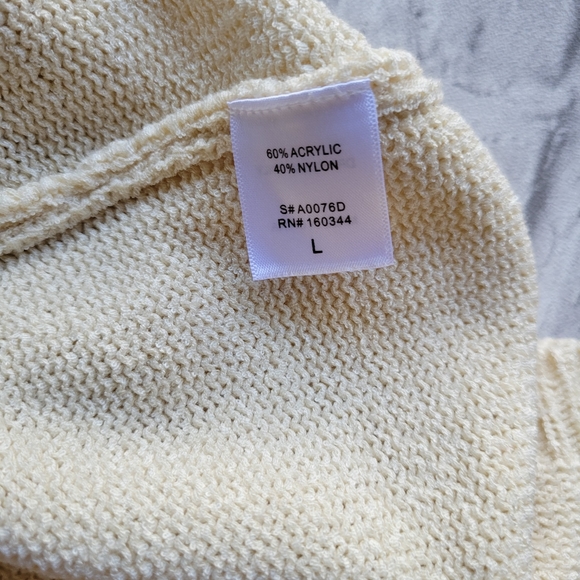 60% ACRYLIC
40% NYLON
S# A0076D
RN# 160344
L